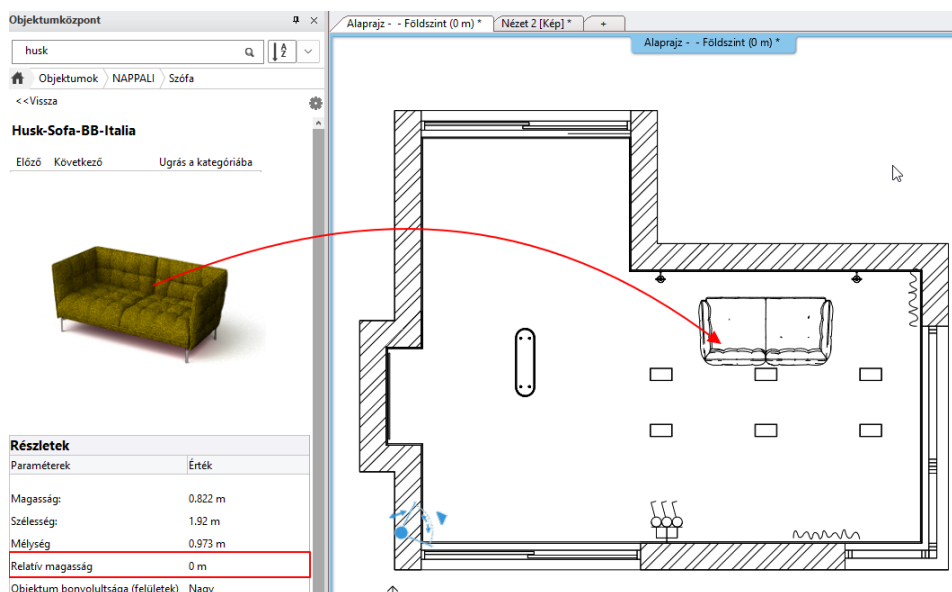 Objektumközpont
husk
Objektumok NAPPALI Szófa
<<Vissza
Husk-Sofa-BB-Italia
Előző Következő Ugrás a kategóriába
Részletek
Paraméterek Érték
Magasság: 0.822 m
Szélesség: 1.92 m
Mélység 0.973 m
Relatív magasság 0 m
Objektum bonyolultsága (felületek) Nagy
Alaprajz - - Földszint (0 m) * Nézet 2 [Kép] * +
Alaprajz - - Földszint (0 m) *